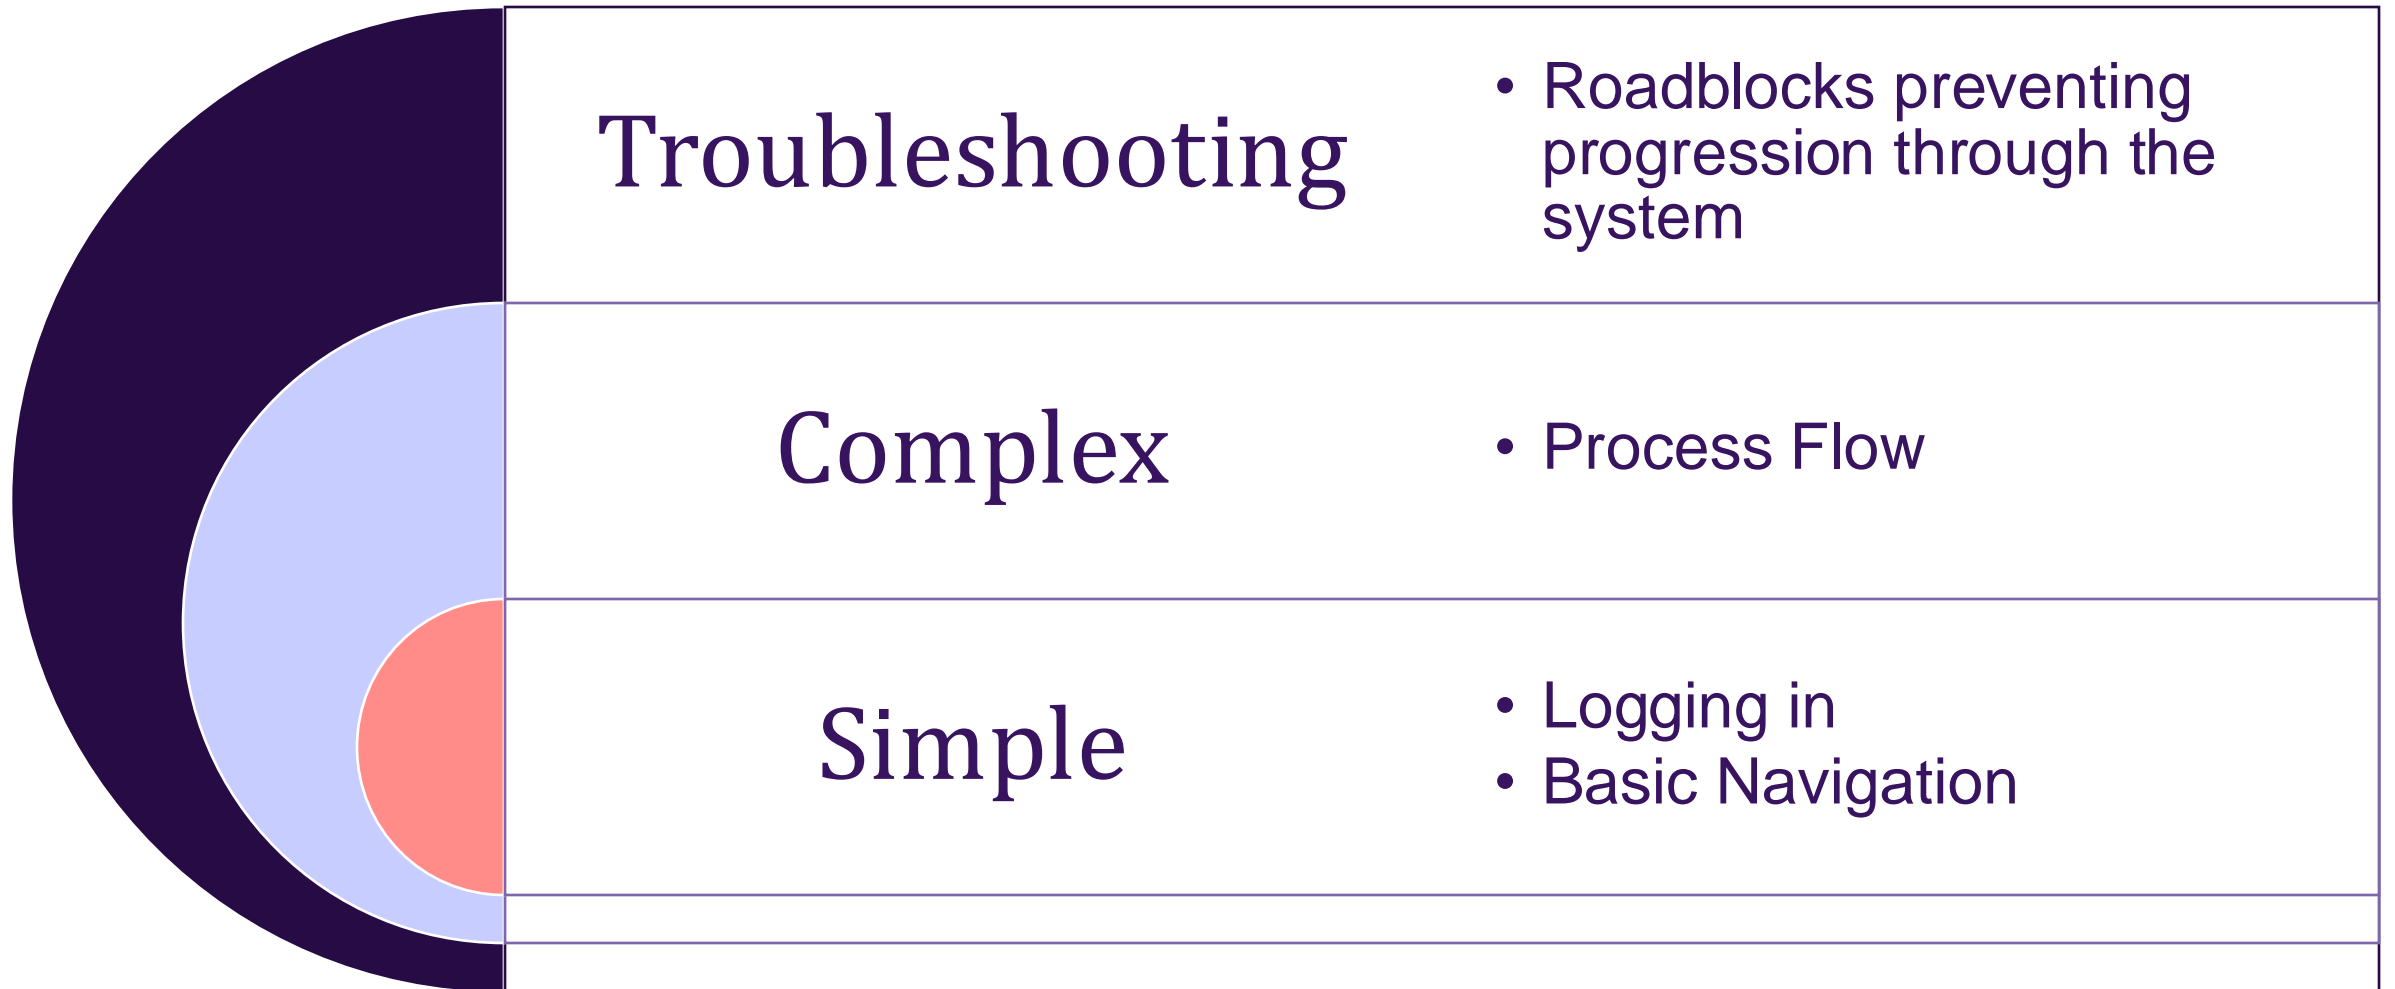 Troubleshooting
• Roadblocks preventing
progression through the
system
Complex
• Process Flow
Simple
• Logging in
• Basic Navigation